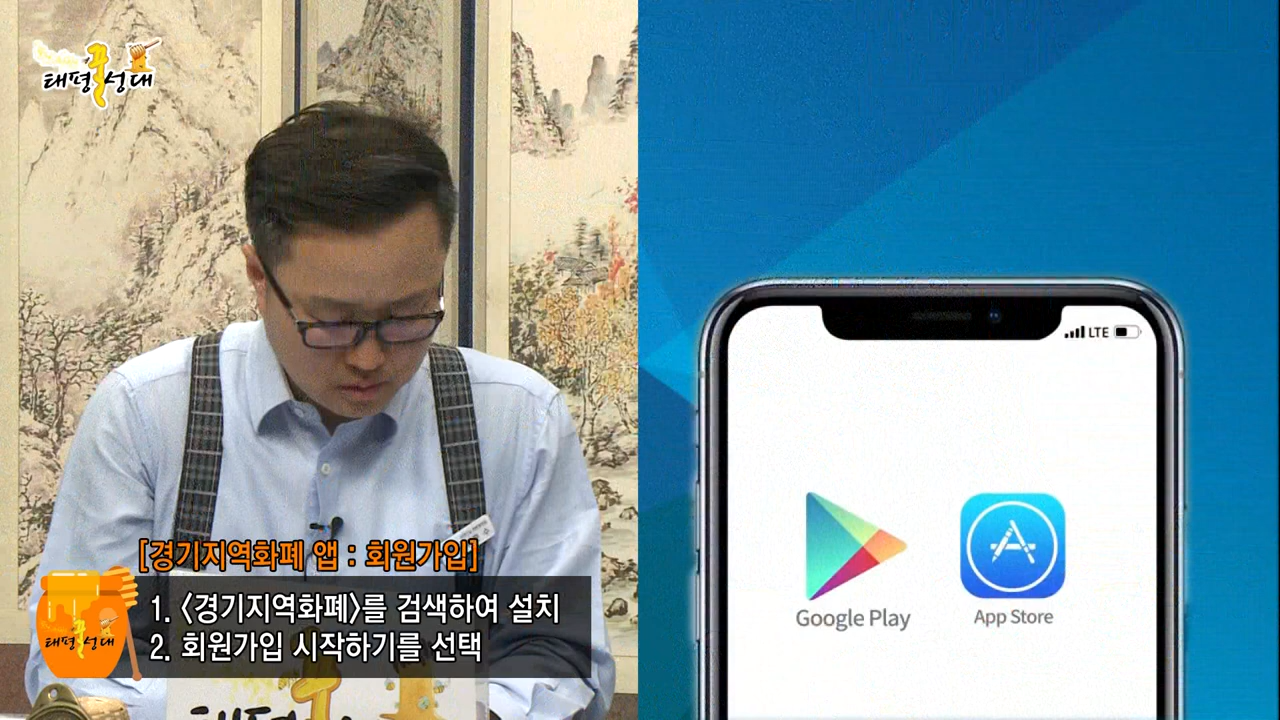 태평꿀성대
LTE
Google Play
App Store
[경기지역화폐 앱 : 회원가입]
1. <경기지역화폐>를 검색하여 설치
2. 회원가입 시작하기를 선택
태평꿀성대